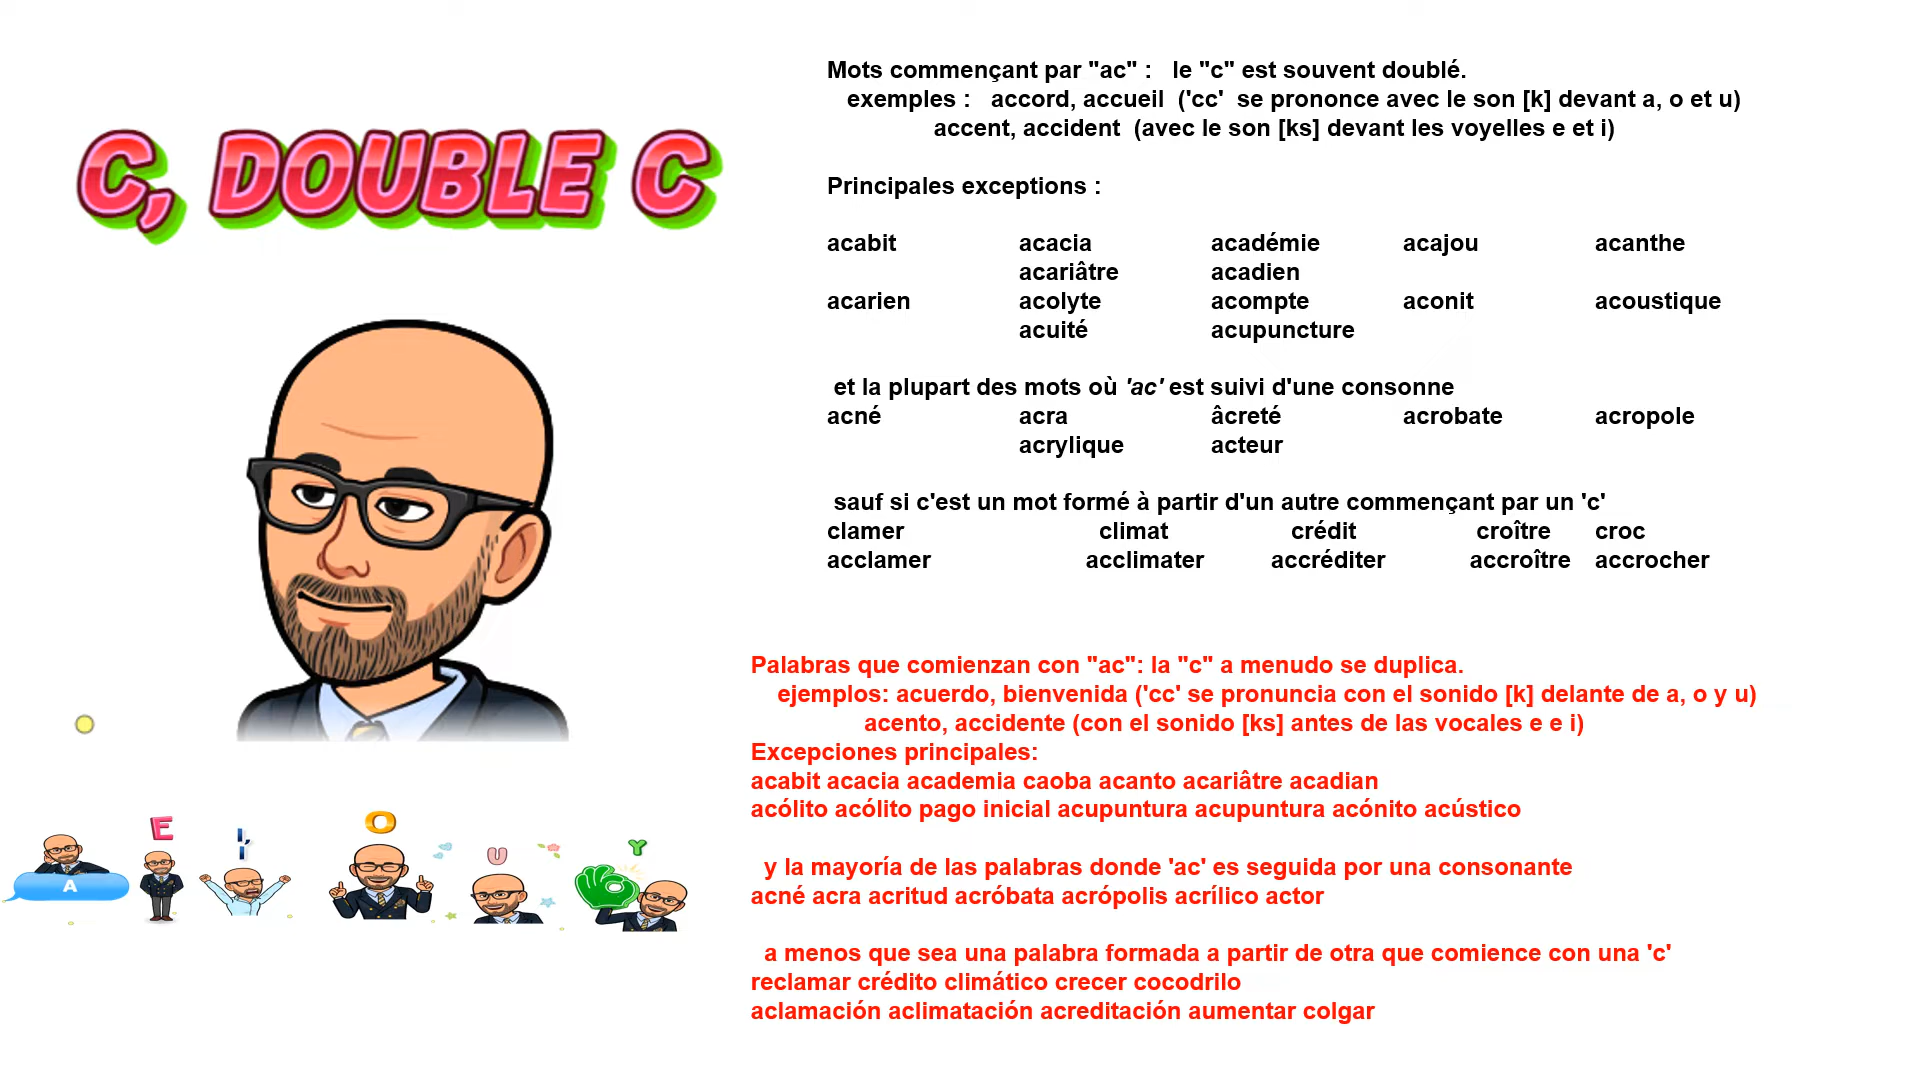 C, DOUBLE C
Mots commençant par "ac" : le "c" est souvent doublé.
exemples : accord, accueil ('cc' se prononce avec le son [k] devant a, o et u)
accent, accident (avec le son [ks] devant les voyelles e et i)
Principales exceptions :
acabit acacia académie acajou acanthe
acariâtre acadien
acarien acolyte acompte aconit acoustique
acuité acupuncture
et la plupart des mots où 'ac' est suivi d'une consonne
acné acra âcreté acrobate acropole
acrylique acteur
sauf si c'est un mot formé à partir d'un autre commençant par un 'c'
clamer climat crédit croître croc
acclamer acclimater accréditer accroître accrocher
Palabras que comienzan con "ac": la "c" a menudo se duplica.
ejemplos: acuerdo, bienvenida ('cc' se pronuncia con el sonido [k] delante de a, o y u)
acento, accidente (con el sonido [ks] antes de las vocales e e i)
Excepciones principales:
acabit acacia academia caoba acanto acariâtre acadian
acólito acólito pago inicial acupuntura acupuntura acónito acústico
y la mayoría de las palabras donde 'ac' es seguida por una consonante
acné acra acritud acróbata acrópolis acrílico actor
a menos que sea una palabra formada a partir de otra que comience con una 'c'
reclamar crédito climático crecer cocodrilo
aclamación aclimatación acreditación aumentar colgar
A E I, O U Y